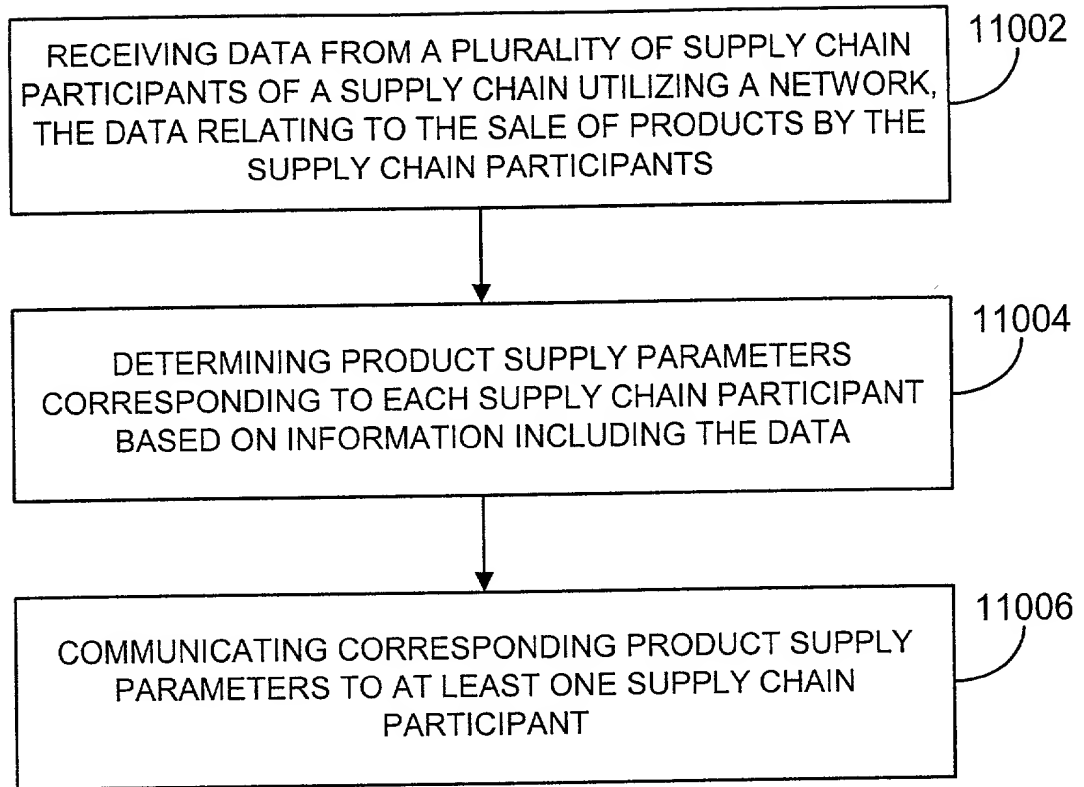 RECEIVING DATA FROM A PLURALITY OF SUPPLY CHAIN
PARTICIPANTS OF A SUPPLY CHAIN UTILIZING A NETWORK,
THE DATA RELATING TO THE SALE OF PRODUCTS BY THE
SUPPLY CHAIN PARTICIPANTS
11002
DETERMINING PRODUCT SUPPLY PARAMETERS
CORRESPONDING TO EACH SUPPLY CHAIN PARTICIPANT
BASED ON INFORMATION INCLUDING THE DATA
11004
COMMUNICATING CORRESPONDING PRODUCT SUPPLY
PARAMETERS TO AT LEAST ONE SUPPLY CHAIN
PARTICIPANT
11006